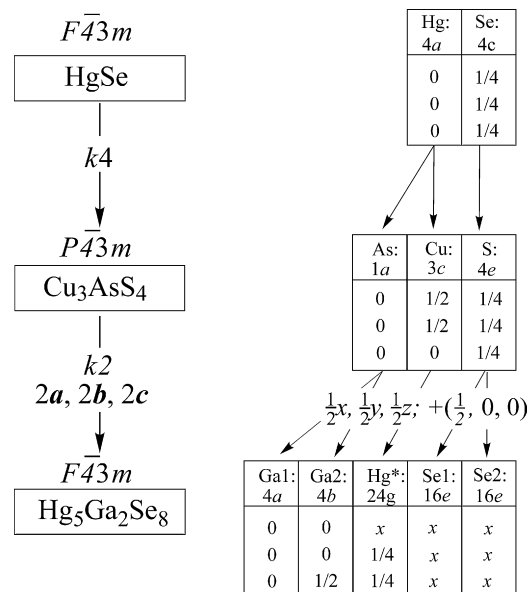 F4̅3m
HgSe
k4
P4̅3m
Cu₃AsS₄
k2
2a, 2b, 2c
F4̅3m
Hg₅Ga₂Se₈
Hg: Se:
4a 4c
0 1/4
0 1/4
0 1/4
As: Cu: S:
1a 3c 4e
0 1/2 1/4
0 1/2 1/4
0 0 1/4
½x, ½y, ½z; +(½, 0, 0)
Ga1: Ga2: Hg*: Se1: Se2:
4a 4b 24g 16e 16e
0 0 x x x
0 0 1/4 x x
0 1/2 1/4 x x